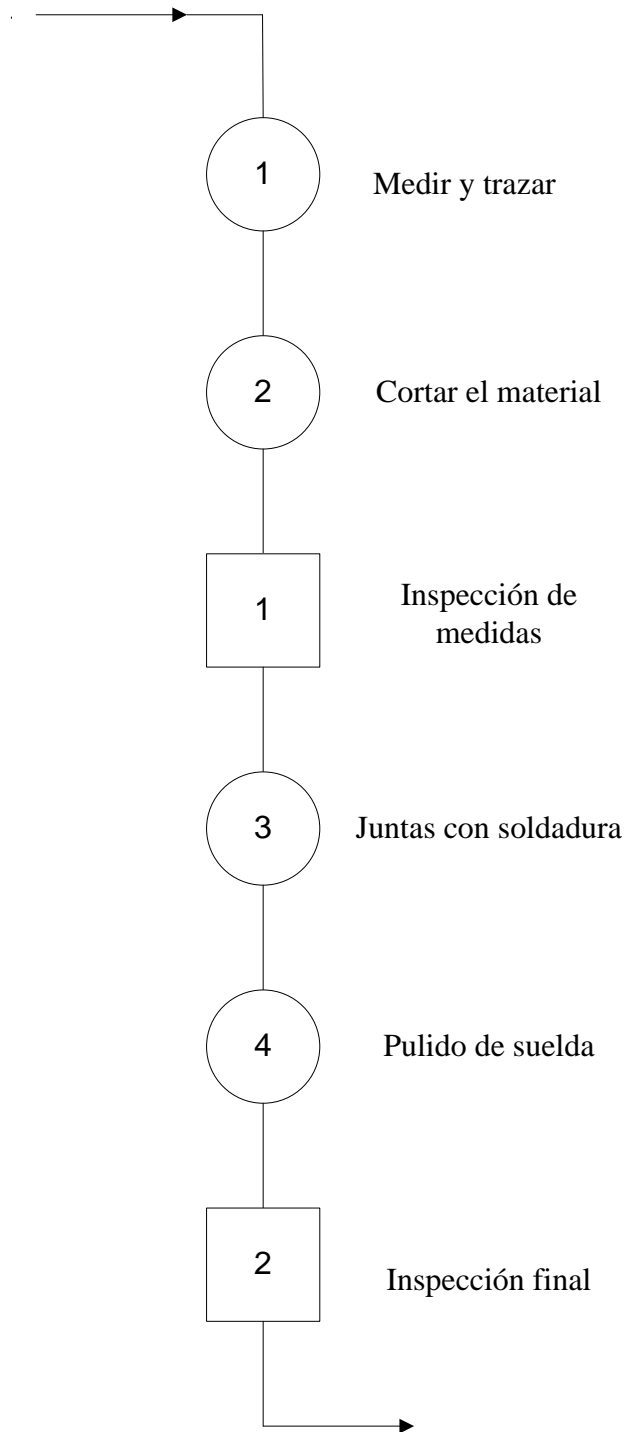 1
Medir y trazar
2
Cortar el material
1
Inspección de
medidas
3
Juntas con soldadura
4
Pulido de suelda
2
Inspección final